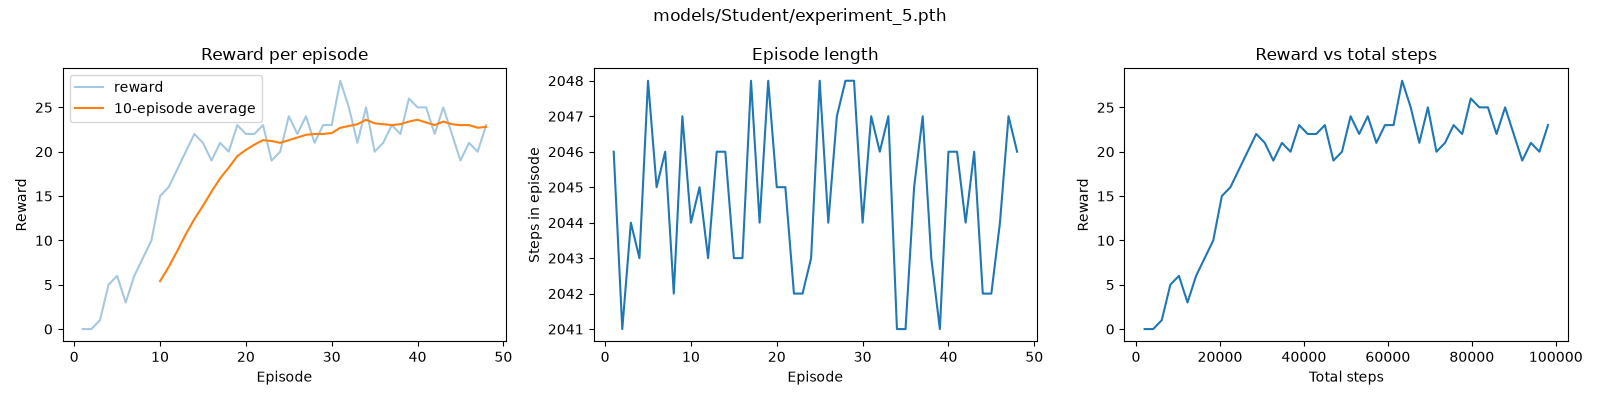 models/Student/experiment_5.pth
Reward per episode
reward
10-episode average
25
20
15
10
5
0
Reward
0 10 20 30 40 50
Episode
Episode length
2048
2047
2046
2045
2044
2043
2042
2041
Steps in episode
0 10 20 30 40 50
Episode
Reward vs total steps
25
20
15
10
5
0
Reward
0 20000 40000 60000 80000 100000
Total steps